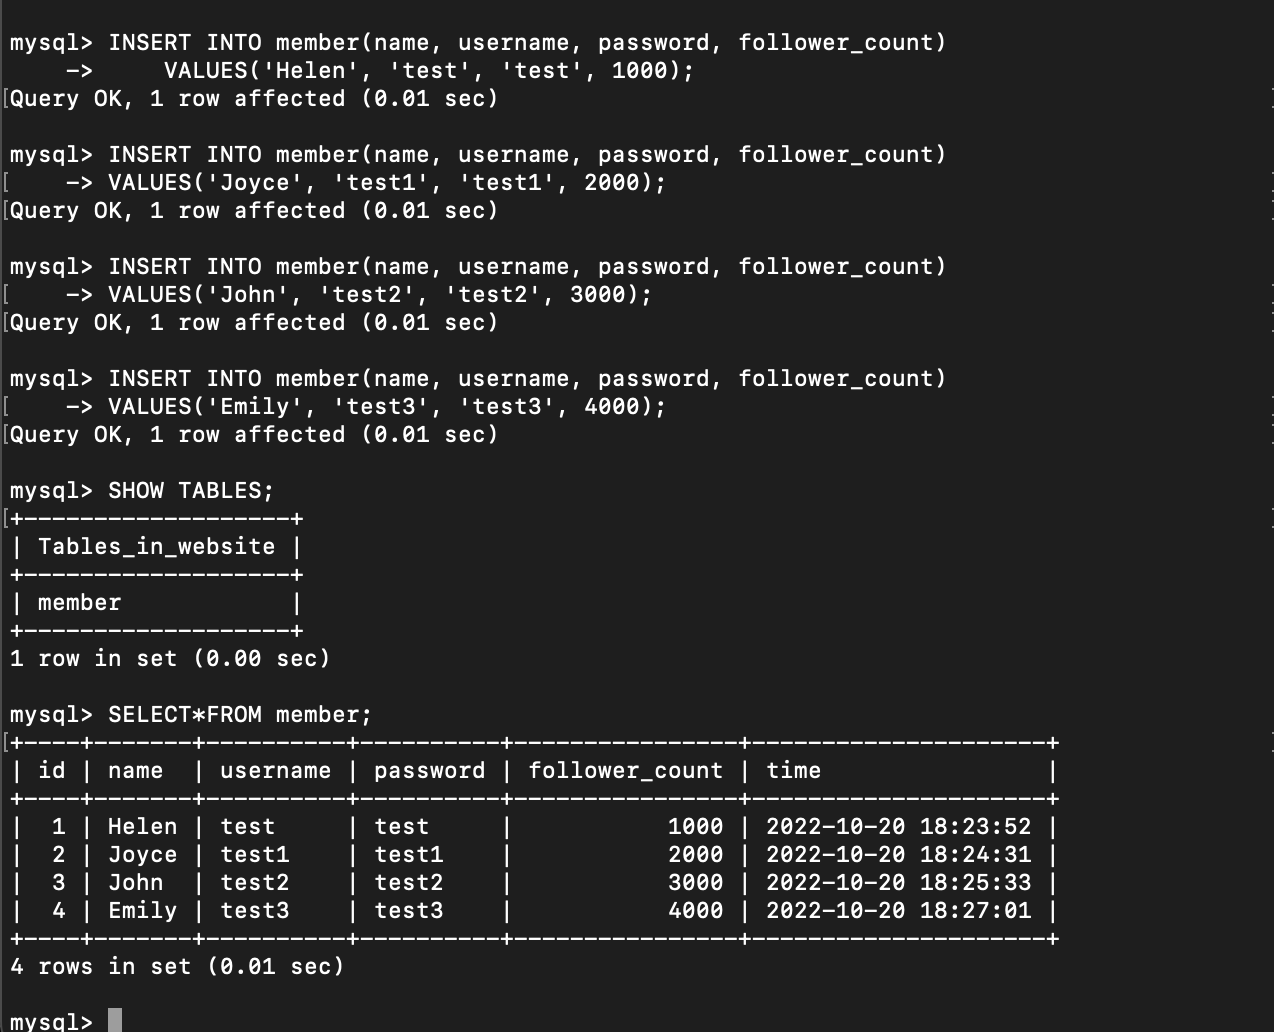 mysql> INSERT INTO member(name, username, password, follower_count)
    ->     VALUES('Helen', 'test', 'test', 1000);
[Query OK, 1 row affected (0.01 sec)

mysql> INSERT INTO member(name, username, password, follower_count)
[    -> VALUES('Joyce', 'test1', 'test1', 2000);
[Query OK, 1 row affected (0.01 sec)

mysql> INSERT INTO member(name, username, password, follower_count)
[    -> VALUES('John', 'test2', 'test2', 3000);
[Query OK, 1 row affected (0.01 sec)

mysql> INSERT INTO member(name, username, password, follower_count)
[    -> VALUES('Emily', 'test3', 'test3', 4000);
[Query OK, 1 row affected (0.01 sec)

mysql> SHOW TABLES;
[+-------------------+
| Tables_in_website |
+-------------------+
| member            |
+-------------------+
1 row in set (0.00 sec)

mysql> SELECT*FROM member;
[+----+-------+----------+----------+----------------+---------------------+
| id | name  | username | password | follower_count | time                |
+----+-------+----------+----------+----------------+---------------------+
|  1 | Helen | test     | test     |           1000 | 2022-10-20 18:23:52 |
|  2 | Joyce | test1    | test1    |           2000 | 2022-10-20 18:24:31 |
|  3 | John  | test2    | test2    |           3000 | 2022-10-20 18:25:33 |
|  4 | Emily | test3    | test3    |           4000 | 2022-10-20 18:27:01 |
+----+-------+----------+----------+----------------+---------------------+
4 rows in set (0.01 sec)

mysql>